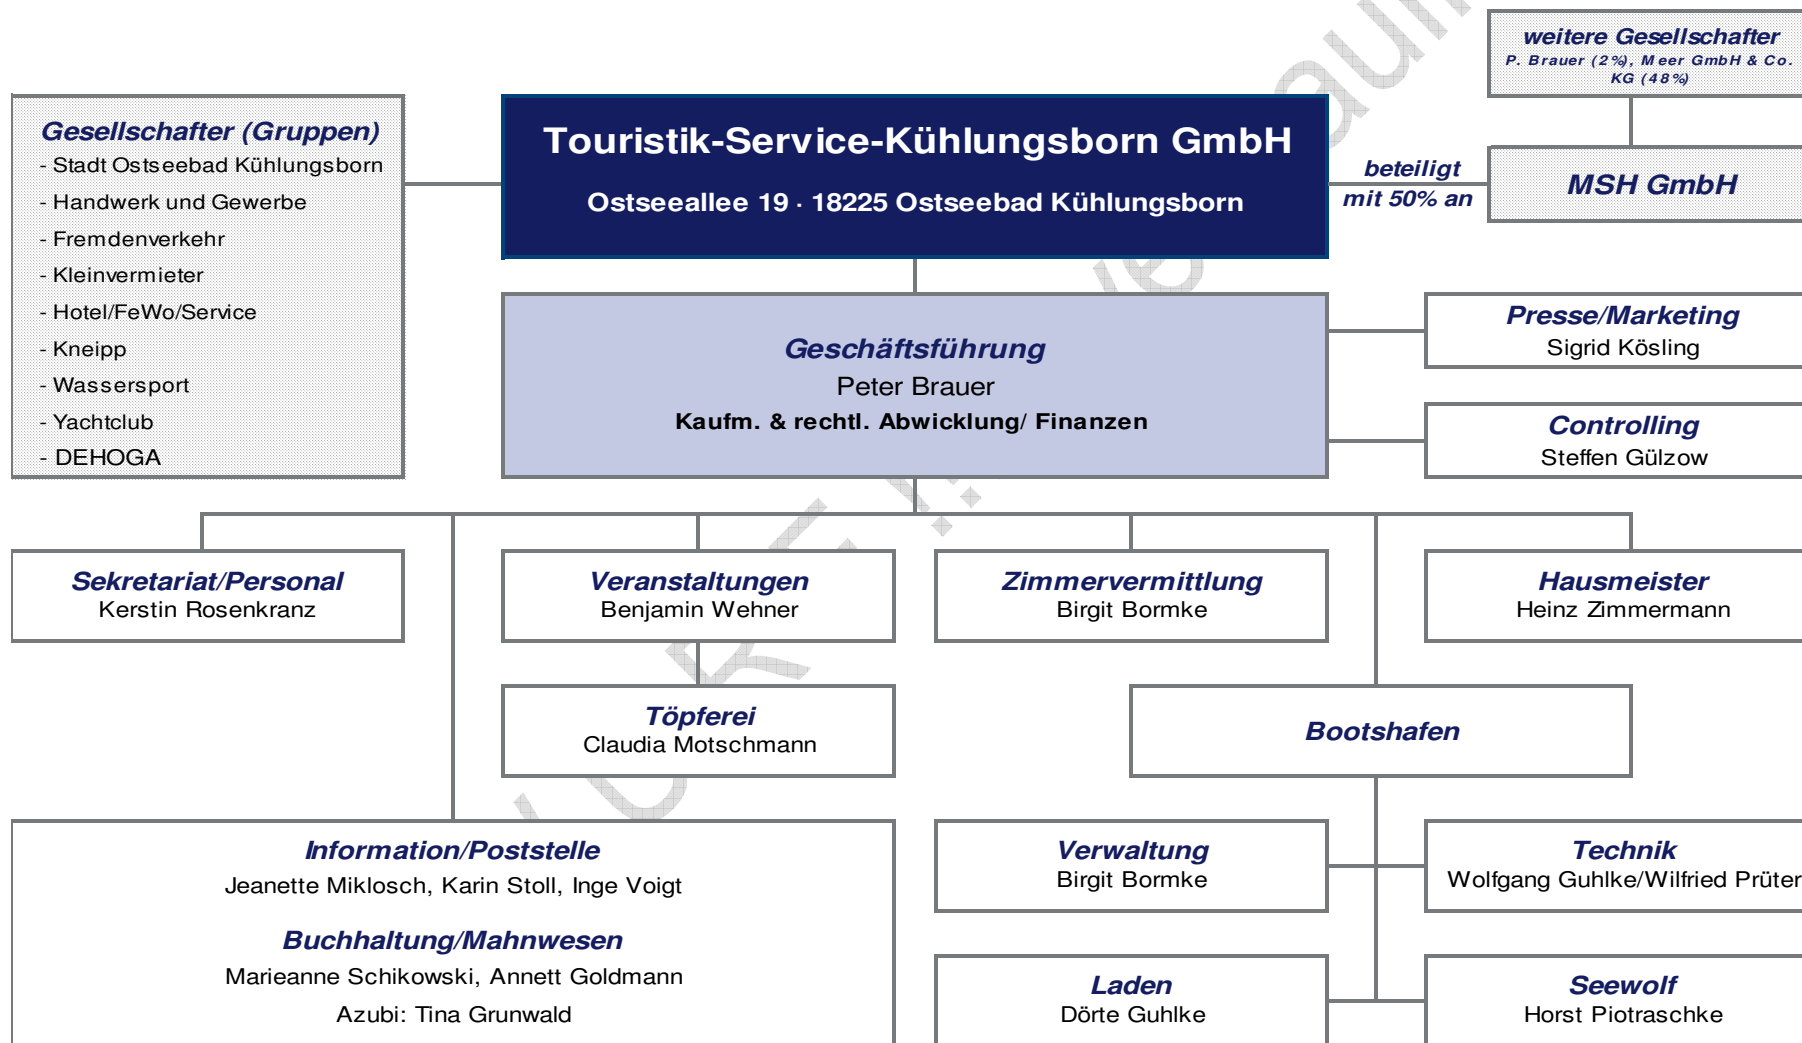 weitere Gesellschafter
P. Brauer (2%), Meer GmbH & Co.
KG (48%)
Gesellschafter (Gruppen)
- Stadt Ostseebad Kühlungsborn
- Handwerk und Gewerbe
- Fremdenverkehr
- Kleinvermieter
- Hotel/FeWo/Service
- Kneipp
- Wassersport
- Yachtclub
- DEHOGA
Touristik-Service-Kühlungsborn GmbH
Ostseeallee 19 · 18225 Ostseebad Kühlungsborn
beteiligt
mit 50% an
MSH GmbH
Geschäftsführung
Peter Brauer
Kaufm. & rechtl. Abwicklung/ Finanzen
Presse/Marketing
Sigrid Kösling
Controlling
Steffen Gülzow
Sekretariat/Personal
Kerstin Rosenkranz
Veranstaltungen
Benjamin Wehner
Zimmervermittlung
Birgit Bormke
Hausmeister
Heinz Zimmermann
Töpferei
Claudia Motschmann
Bootshafen
Information/Poststelle
Jeanette Miklosch, Karin Stoll, Inge Voigt
Buchhaltung/Mahnwesen
Marieanne Schikowski, Annett Goldmann
Azubi: Tina Grunwald
Verwaltung
Birgit Bormke
Technik
Wolfgang Guhlke/Wilfried Prüter
Laden
Dörte Guhlke
Seewolf
Horst Piotraschke